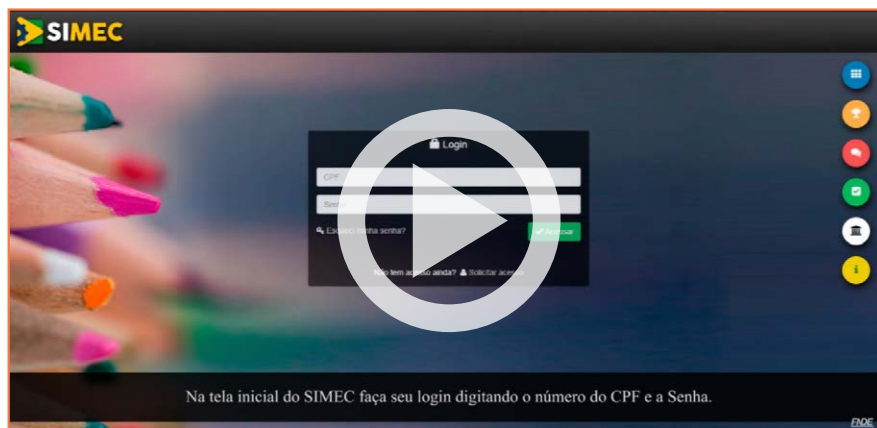 SIMEC
Login
CPF
Senha
Esqueci minha senha?
Acessar
Não tem acesso ainda? Solicitar acesso
Na tela inicial do SIMEC faça seu login digitando o número do CPF e a Senha.
FNDE